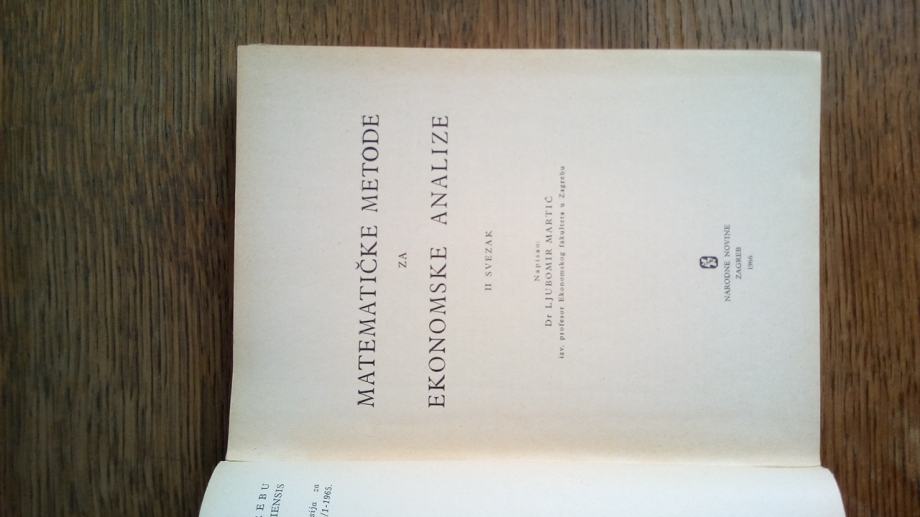 MATEMATIČKE METODE
ZA
EKONOMSKE ANALIZE
II SVEZAK
Napisao:
Dr LJUBOMIR MARTIĆ
izv. profesor Ekonomskog fakulteta u Zagrebu
NARODNE NOVINE
ZAGREB
1966